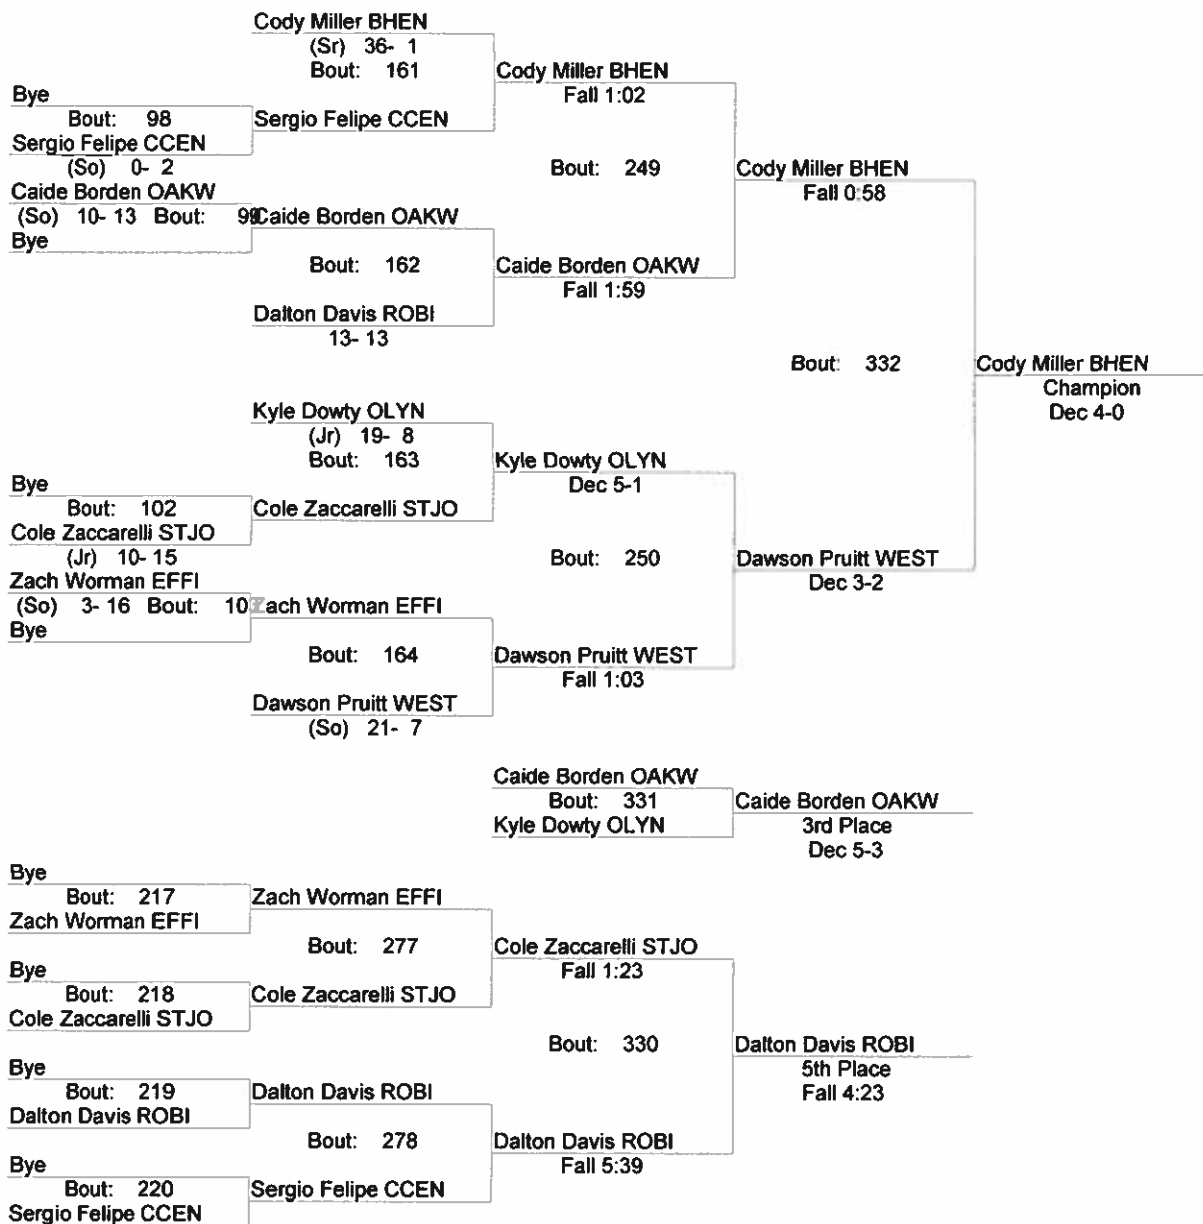 Cody Miller BHEN
(Sr) 36- 1
Bout: 161
Cody Miller BHEN
Fall 1:02
Bye
Bout: 98
Sergio Felipe CCEN
Sergio Felipe CCEN
(So) 0- 2
Bout: 249
Cody Miller BHEN
Fall 0:58
Caide Borden OAKW
(So) 10- 13 Bout: 99
Caide Borden OAKW
Bye
Bout: 162
Caide Borden OAKW
Fall 1:59
Dalton Davis ROBI
13- 13
Bout: 332
Cody Miller BHEN
Champion
Dec 4-0
Kyle Dowty OLYN
(Jr) 19- 8
Bout: 163
Kyle Dowty OLYN
Dec 5-1
Bye
Bout: 102
Cole Zaccarelli STJO
Cole Zaccarelli STJO
(Jr) 10- 15
Bout: 250
Dawson Pruitt WEST
Dec 3-2
Zach Worman EFFI
(So) 3- 16 Bout: 10
Zach Worman EFFI
Bye
Bout: 164
Dawson Pruitt WEST
Fall 1:03
Dawson Pruitt WEST
(So) 21- 7
Caide Borden OAKW
Bout: 331
Caide Borden OAKW
Kyle Dowty OLYN
3rd Place
Dec 5-3
Bye
Bout: 217
Zach Worman EFFI
Zach Worman EFFI
Bout: 277
Cole Zaccarelli STJO
Fall 1:23
Bye
Bout: 218
Cole Zaccarelli STJO
Cole Zaccarelli STJO
Bout: 330
Dalton Davis ROBI
5th Place
Fall 4:23
Bye
Bout: 219
Dalton Davis ROBI
Dalton Davis ROBI
Bout: 278
Dalton Davis ROBI
Fall 5:39
Bye
Bout: 220
Sergio Felipe CCEN
Sergio Felipe CCEN